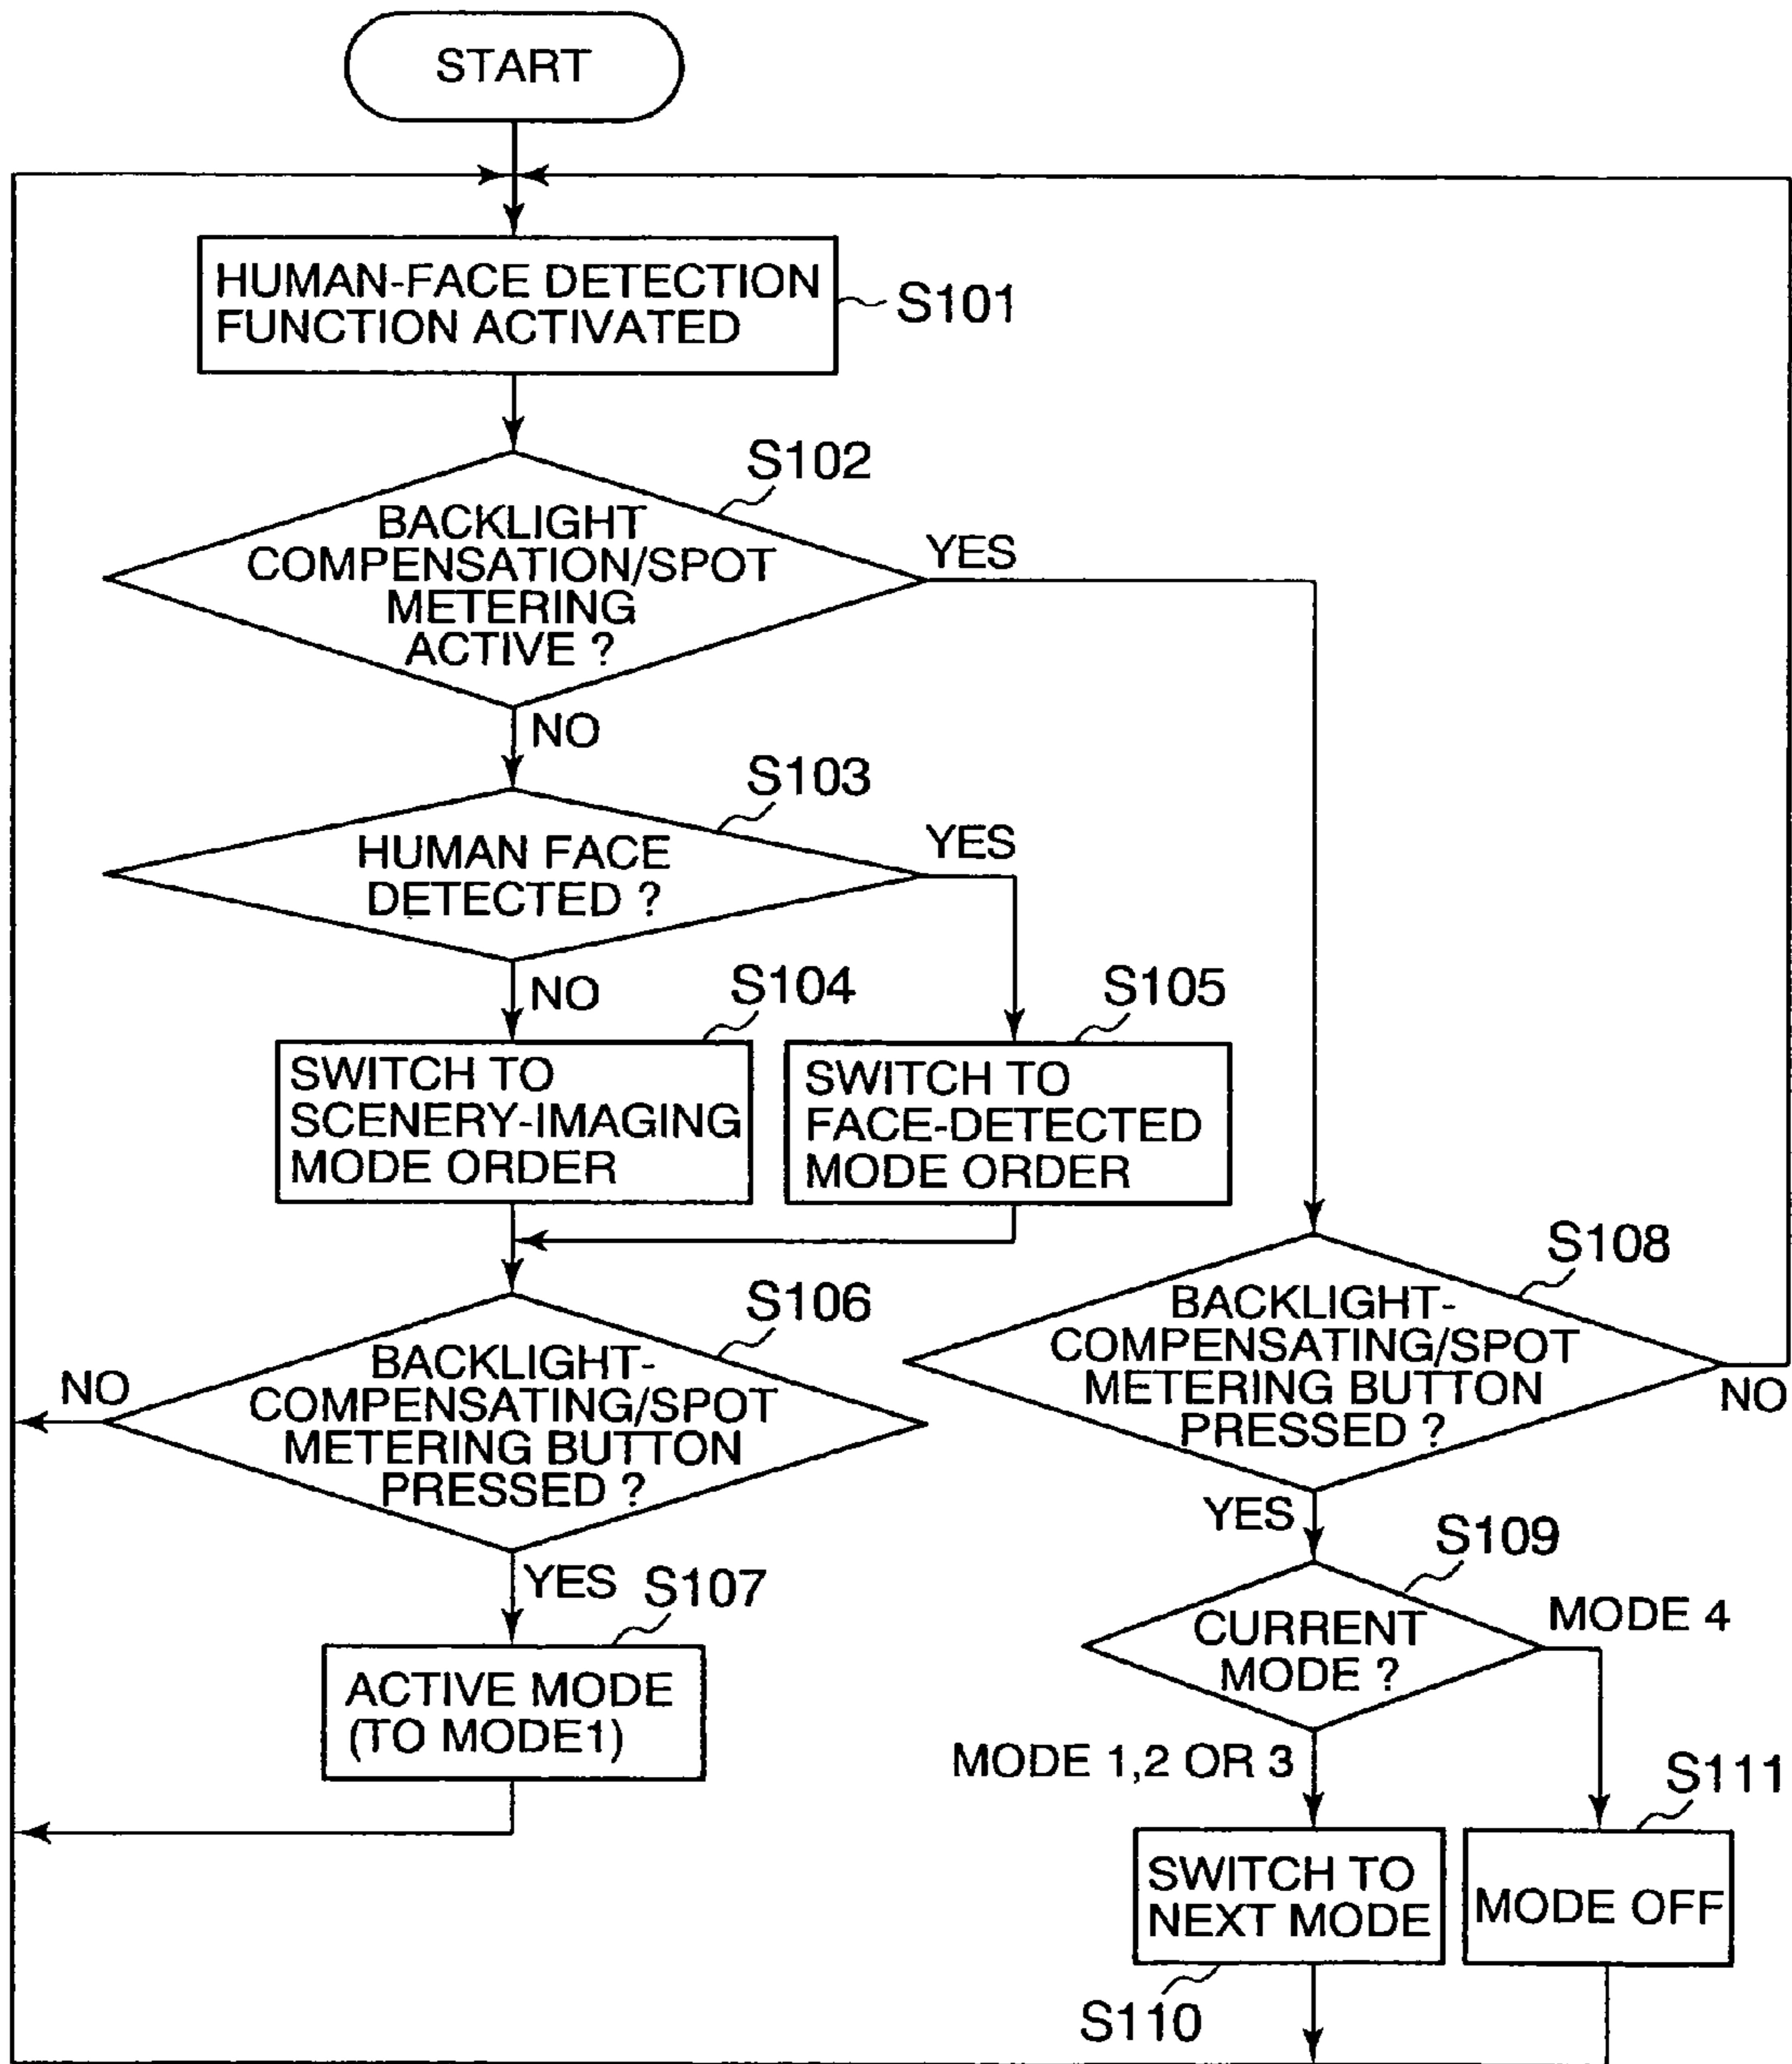 START
HUMAN-FACE DETECTION
FUNCTION ACTIVATED
S101
S102
BACKLIGHT
COMPENSATION/SPOT
METERING
ACTIVE ?
YES
NO
S103
HUMAN FACE
DETECTED ?
YES
NO
S104
SWITCH TO
SCENERY-IMAGING
MODE ORDER
S105
SWITCH TO
FACE-DETECTED
MODE ORDER
S106
BACKLIGHT-
COMPENSATING/SPOT
METERING BUTTON
PRESSED ?
NO
YES
S107
ACTIVE MODE
(TO MODE1)
S108
BACKLIGHT-
COMPENSATING/SPOT
METERING BUTTON
PRESSED ?
NO
YES
S109
CURRENT
MODE ?
MODE 4
MODE 1,2 OR 3
S111
SWITCH TO
NEXT MODE
MODE OFF
S110